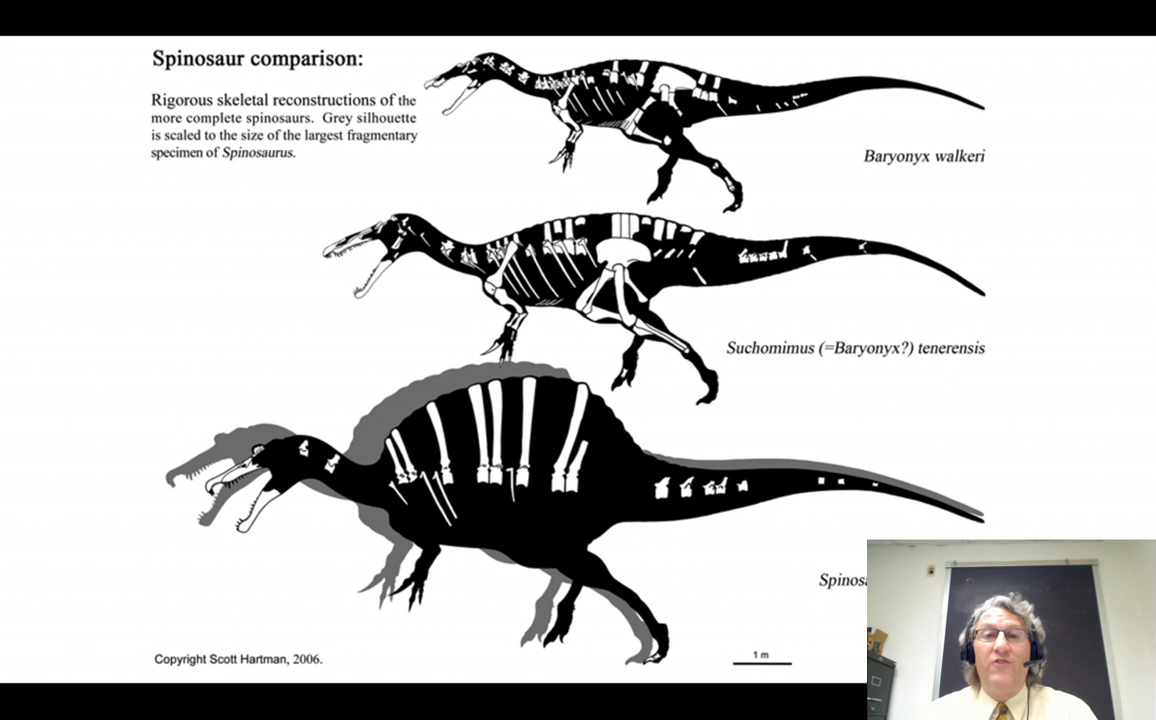 Spinosaur comparison:
Rigorous skeletal reconstructions of the
more complete spinosaurs. Grey silhouette
is scaled to the size of the largest fragmentary
specimen of Spinosaurus.
Baryonyx walkeri
Suchomimus (=Baryonyx?) tenerensis
Spinos
Copyright Scott Hartman, 2006.
1 m